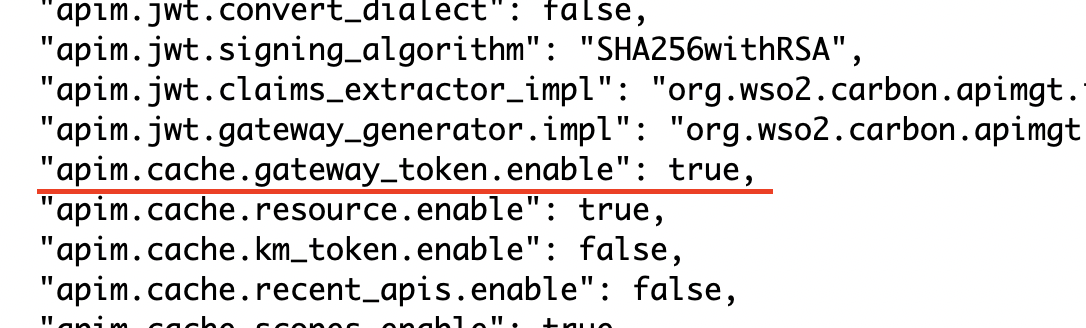 "apim.jwt.convert_dialect": false,
"apim.jwt.signing_algorithm": "SHA256withRSA",
"apim.jwt.claims_extractor_impl": "org.wso2.carbon.apimgt.
"apim.jwt.gateway_generator.impl": "org.wso2.carbon.apimgt
"apim.cache.gateway_token.enable": true,
"apim.cache.resource.enable": true,
"apim.cache.km_token.enable": false,
"apim.cache.recent_apis.enable": false,
"apim.cache.scopes.enable": true